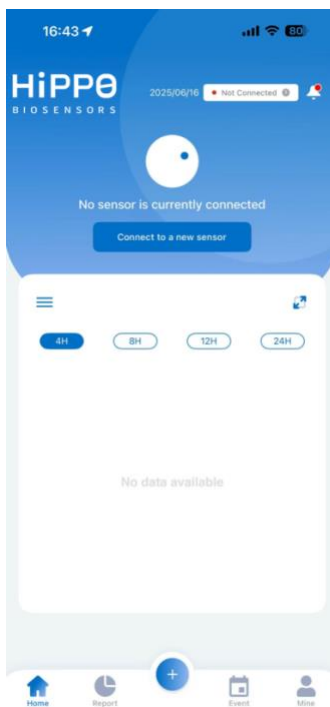 16:43
80
HiPPO
BIOSENSORS
2025/06/16
Not Connected
No sensor is currently connected
Connect to a new sensor
4H 8H 12H 24H
No data available
+
Home Report Event Mine